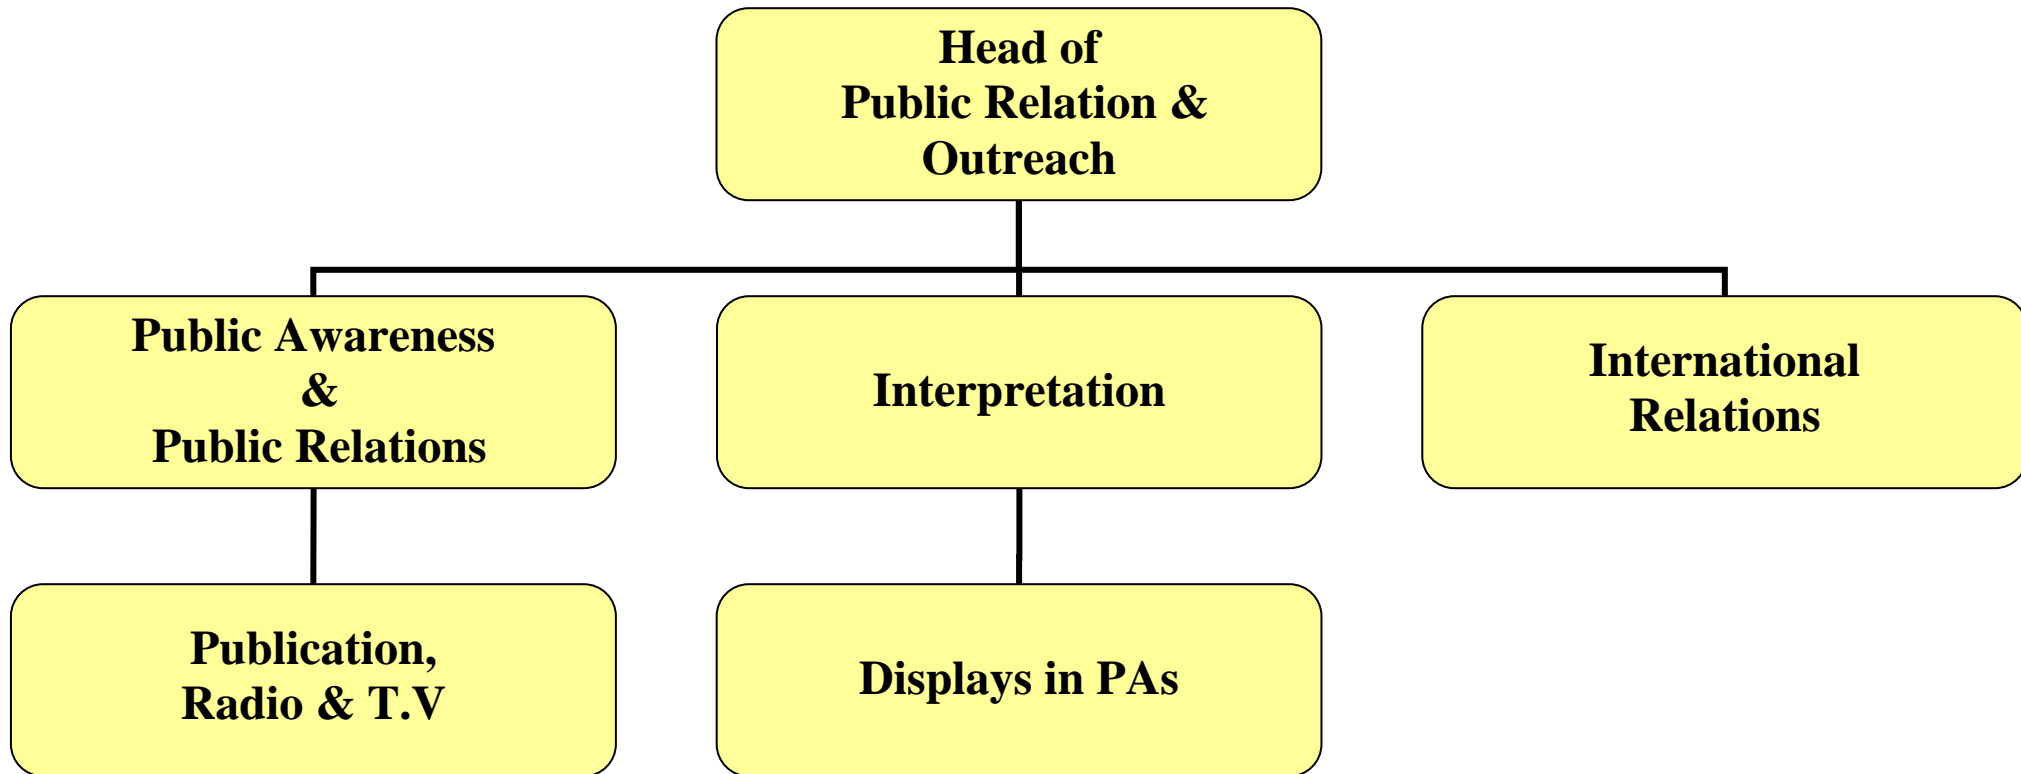 Head of
Public Relation &
Outreach
Public Awareness
&
Public Relations
Interpretation
International
Relations
Publication,
Radio & T.V
Displays in PAs